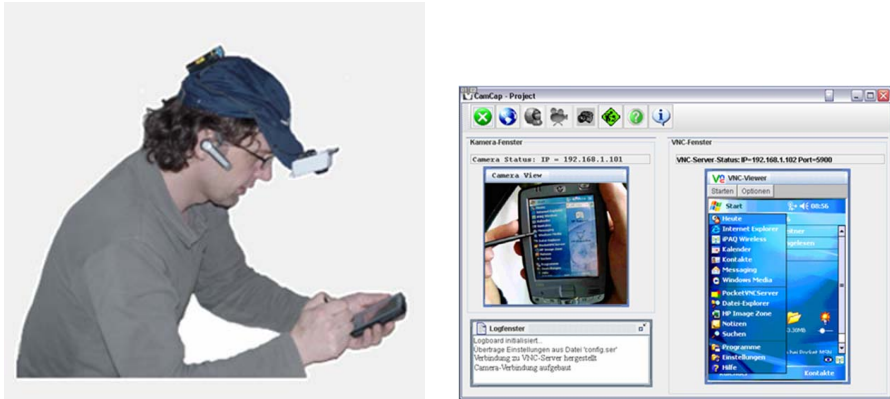 CamCap - Project
Kamera-Fenster
Camera Status: IP = 192.168.1.101
Camera View
Logfenster
Logboard initialisiert...
Übertrage Einstellungen aus Datei 'config.ser'
Verbindung zu VNC-Server hergestellt
Camera-Verbindung aufgebaut
VNC-Fenster
VNC-Server-Status: IP=192.168.1.102 Port=5900
VNC-Viewer
Starten Optionen
Start 08:56
Heute
Internet Explorer
iPAQ Wireless
Kalender
Kontakte
Messaging
Windows Media
PocketVNCServer
Datei-Explorer
HP Image Zone
Notizen
Suchen
Programme
Einstellungen
Hilfe
Kontakte